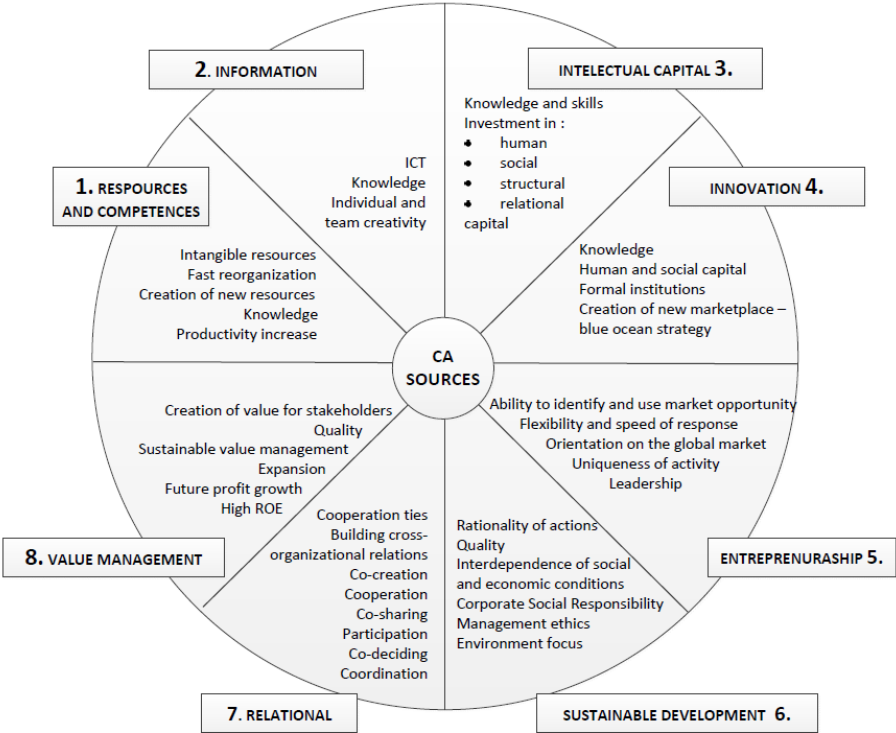 2. INFORMATION
INTELECTUAL CAPITAL 3.
Knowledge and skills
Investment in :
♣ human
♣ social
♣ structural
♣ relational
capital
ICT
Knowledge
Individual and
team creativity
1. RESPOURCES
AND COMPETENCES
INNOVATION 4.
Intangible resources
Fast reorganization
Creation of new resources
Knowledge
Productivity increase
Knowledge
Human and social capital
Formal institutions
Creation of new marketplace –
blue ocean strategy
CA
SOURCES
Creation of value for stakeholders
Quality
Sustainable value management
Expansion
Future profit growth
High ROE
Ability to identify and use market opportunity
Flexibility and speed of response
Orientation on the global market
Uniqueness of activity
Leadership
Cooperation ties
Building cross-
organizational relations
Co-creation
Cooperation
Co-sharing
Participation
Co-deciding
Coordination
Rationality of actions
Quality
Interdependence of social
and economic conditions
Corporate Social Responsibility
Management ethics
Environment focus
8. VALUE MANAGEMENT
ENTREPRENURASHIP 5.
7. RELATIONAL
SUSTAINABLE DEVELOPMENT 6.